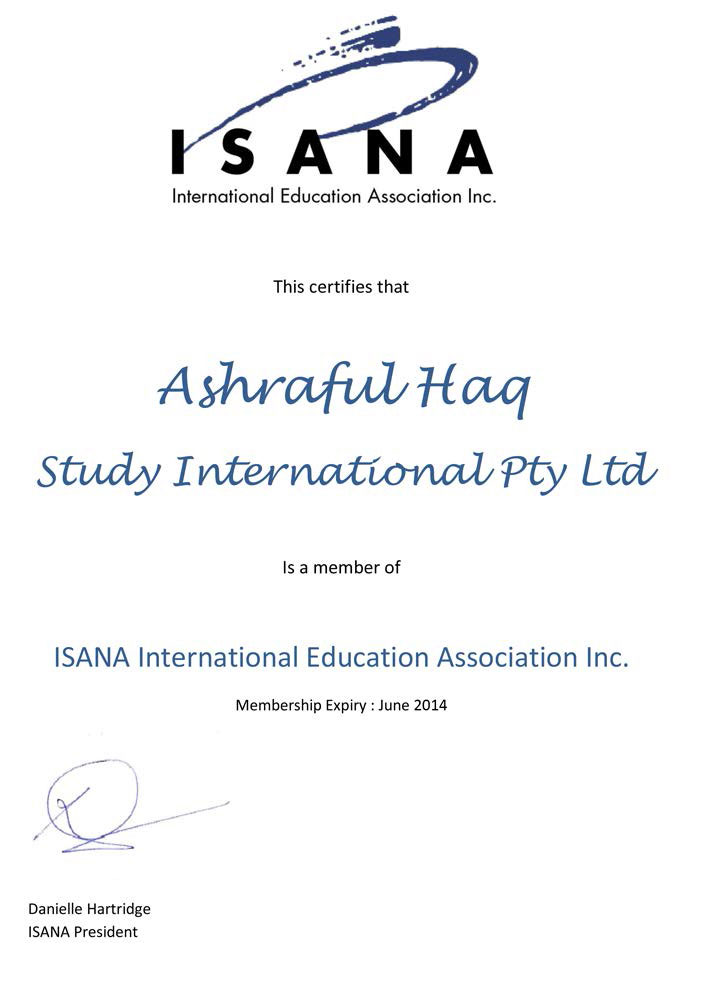 ISANA
International Education Association Inc.
This certifies that
Ashraful Haq
Study International Pty Ltd
Is a member of
ISANA International Education Association Inc.
Membership Expiry : June 2014
Danielle Hartridge
ISANA President